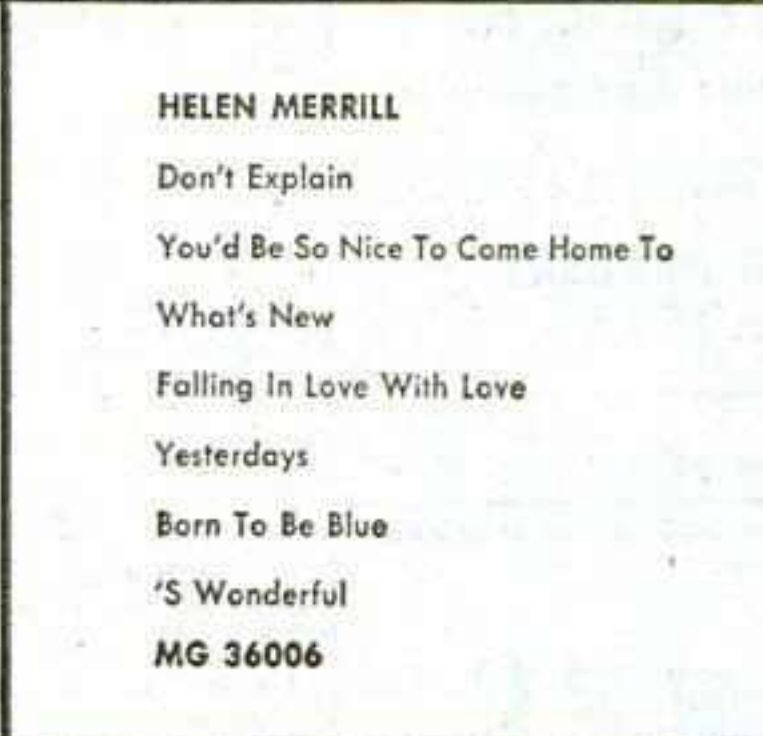 HELEN MERRILL
Don't Explain
You'd Be So Nice To Come Home To
What's New
Falling In Love With Love
Yesterdays
Born To Be Blue
'S Wonderful
MG 36006